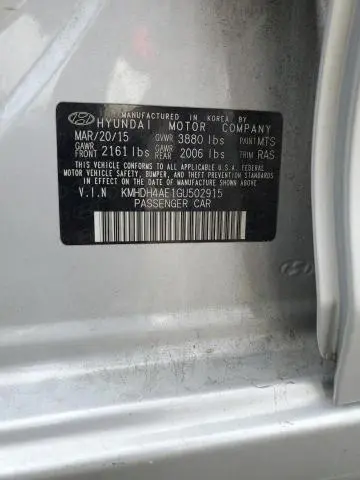 MANUFACTURED IN KOREA BY
HYUNDAI MOTOR COMPANY
MAR/20/15 GVWR 3880 lbs PAINT MTS
GAWR FRONT 2161 lbs GAWR REAR 2006 lbs TRIM RAS
THIS VEHICLE CONFORMS TO ALL APPLICABLE U.S.A. FEDERAL
MOTOR VEHICLE SAFETY, BUMPER, AND THEFT PREVENTION
STANDARDS IN EFFECT ON THE DATE OF MANUFACTURE SHOWN ABOVE.
V.I.N KMHDH4AE1GU502915
PASSENGER CAR